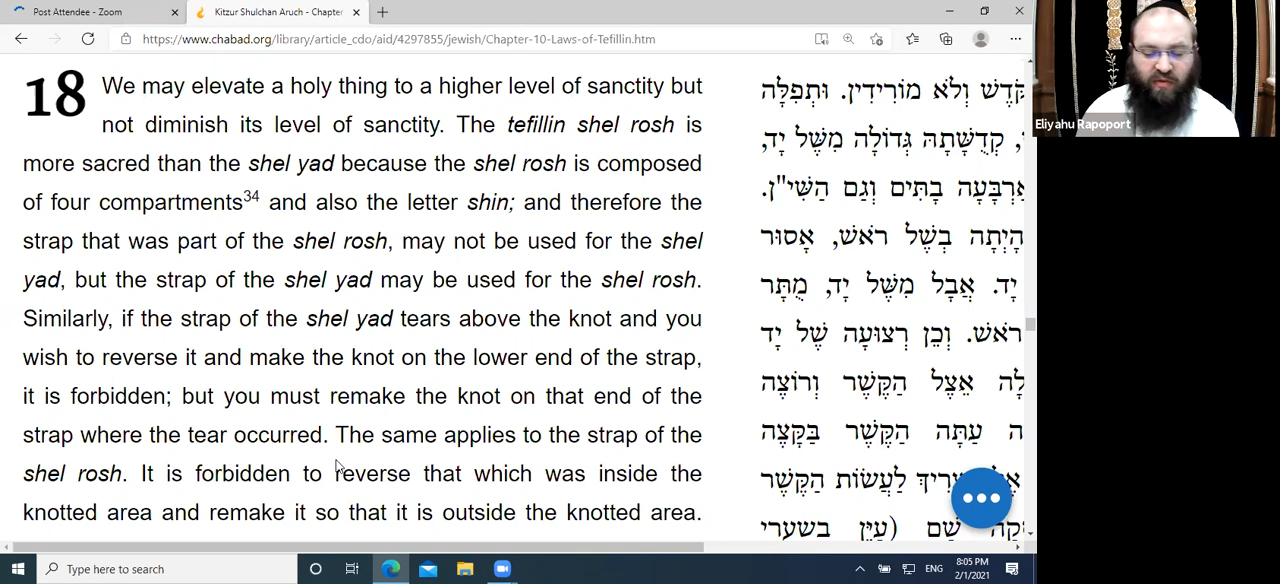 Post Attendee - Zoom
Kitzur Shulchan Aruch - Chapter
https://www.chabad.org/library/article_cdo/aid/4297855/jewish/Chapter-10-Laws-of-Tefillin.htm
Eliyahu Rapoport
18 We may elevate a holy thing to a higher level of sanctity but
not diminish its level of sanctity. The tefillin shel rosh is
more sacred than the shel yad because the shel rosh is composed
of four compartments34 and also the letter shin; and therefore the
strap that was part of the shel rosh, may not be used for the shel
yad, but the strap of the shel yad may be used for the shel rosh.
Similarly, if the strap of the shel yad tears above the knot and you
wish to reverse it and make the knot on the lower end of the strap,
it is forbidden; but you must remake the knot on that end of the
strap where the tear occurred. The same applies to the strap of the
shel rosh. It is forbidden to reverse that which was inside the
knotted area and remake it so that it is outside the knotted area.
וְלֹא מוֹרִידִין. וּתְפִלָּה
קְדֻשָּׁתָהּ גְּדוֹלָה מִשֶּׁל יָד,
אַרְבָּעָה בָתִּים וְגַם הַשִּׁי"ן.
הָיְתָה בְּשֶׁל רֹאשׁ, אָסוּר
יָד. אֲבָל מִשֶּׁל יָד, מֻתָּר
רֹאשׁ. וְכֵן רְצוּעָה שֶׁל יָד
אֵצֶל הַקֶּשֶׁר וְרוֹצֶה
עַתָּה הַקֶּשֶׁר בַּקָּצֶה
צָרִיךְ לַעֲשׂוֹת הַקֶּשֶׁר
שָׁם (עַיֵּן בשערי
Type here to search
ENG
8:05 PM
2/1/2021